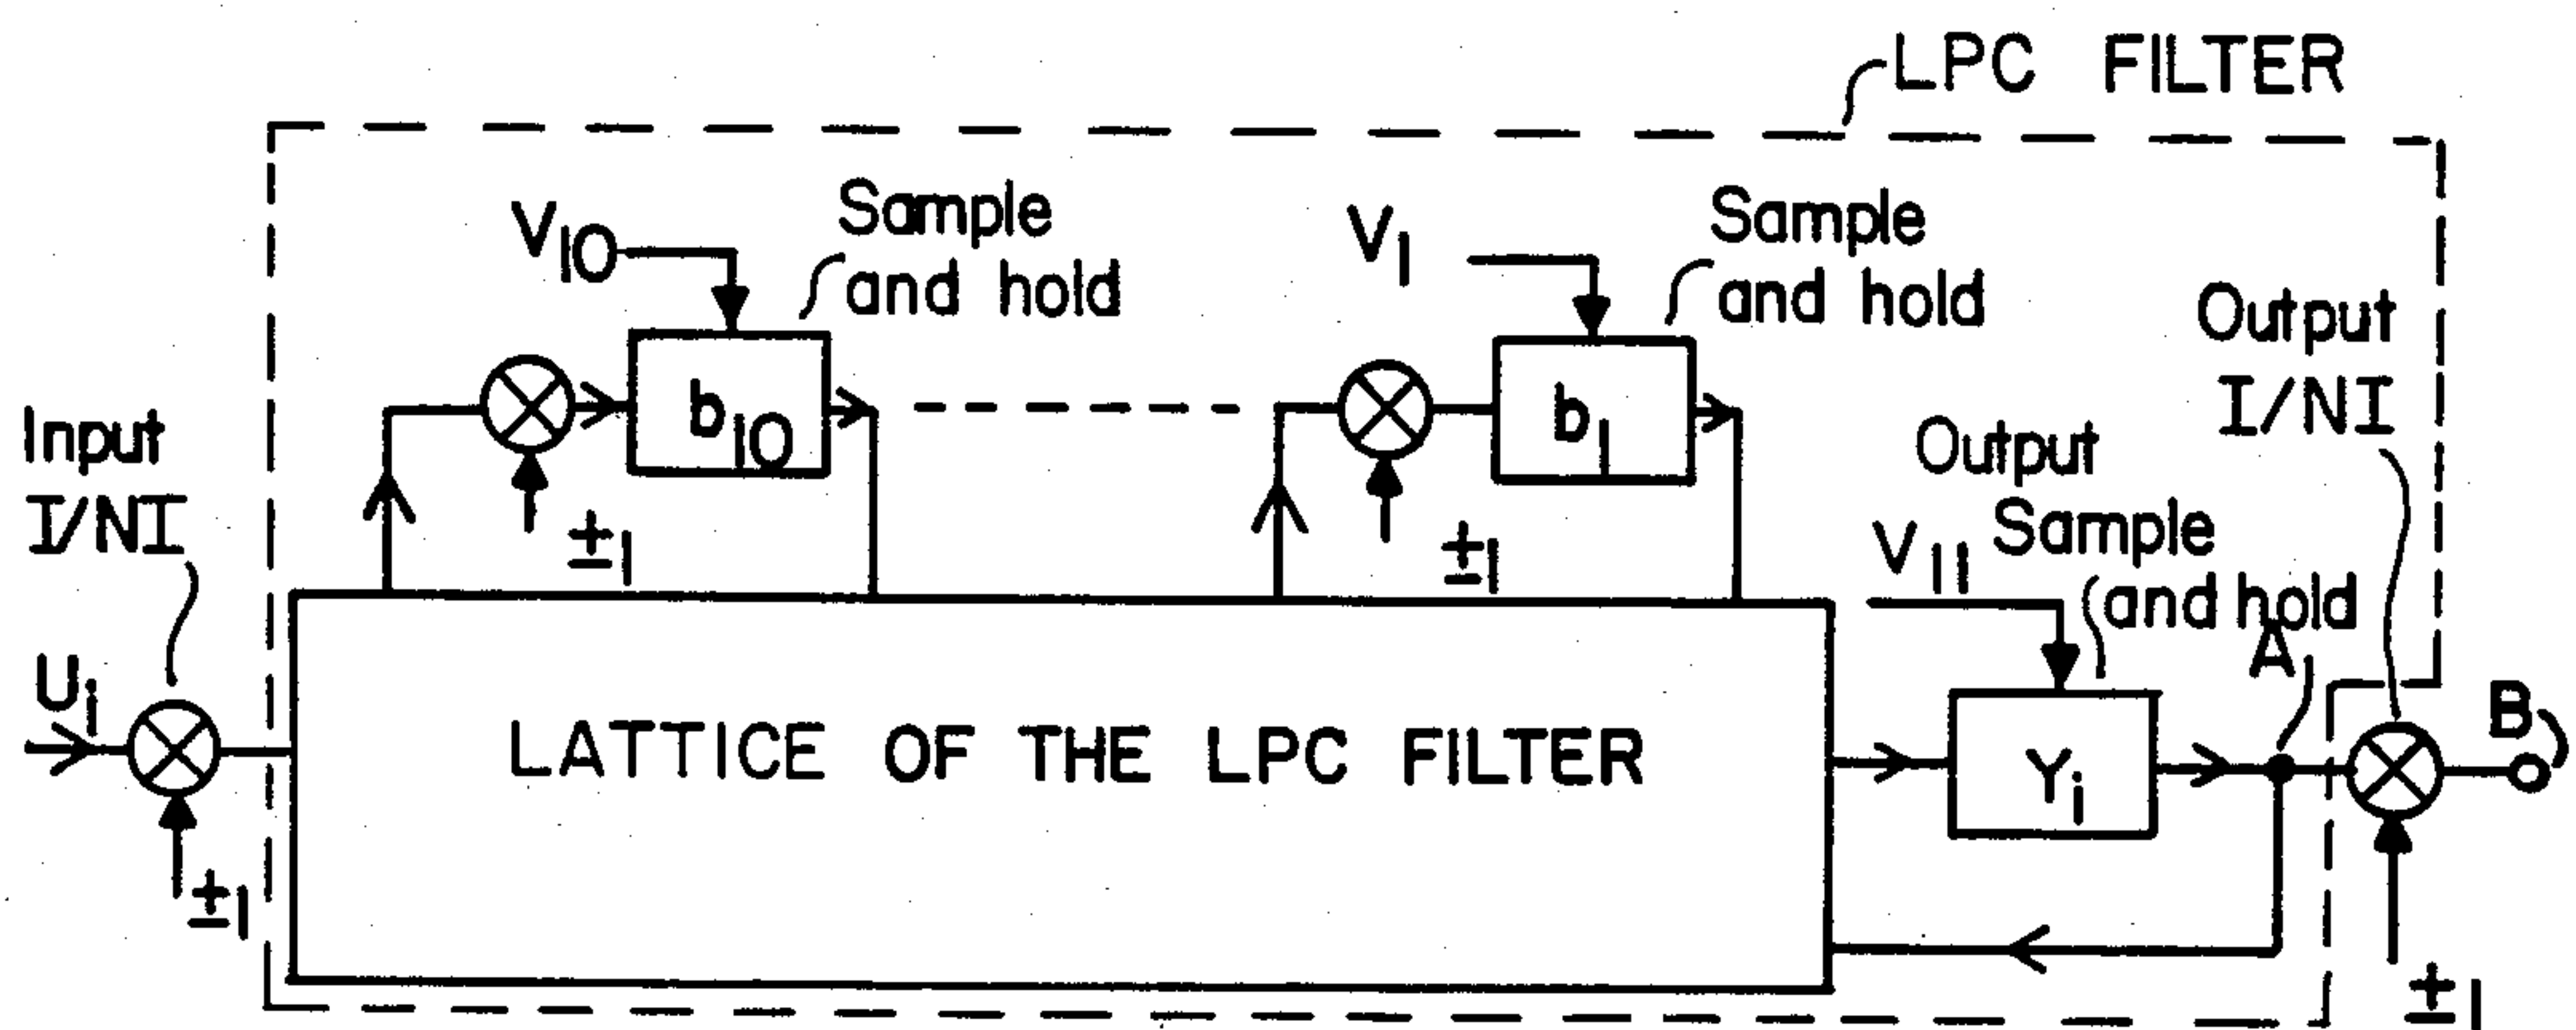 LPC FILTER
V10
Sample
and hold
V1
Sample
and hold
Output
I/NI
Input
I/NI
b10
b1
Output
Sample
and hold
V11
±1
±1
A
Ui
LATTICE OF THE LPC FILTER
Yi
B
±1
±1